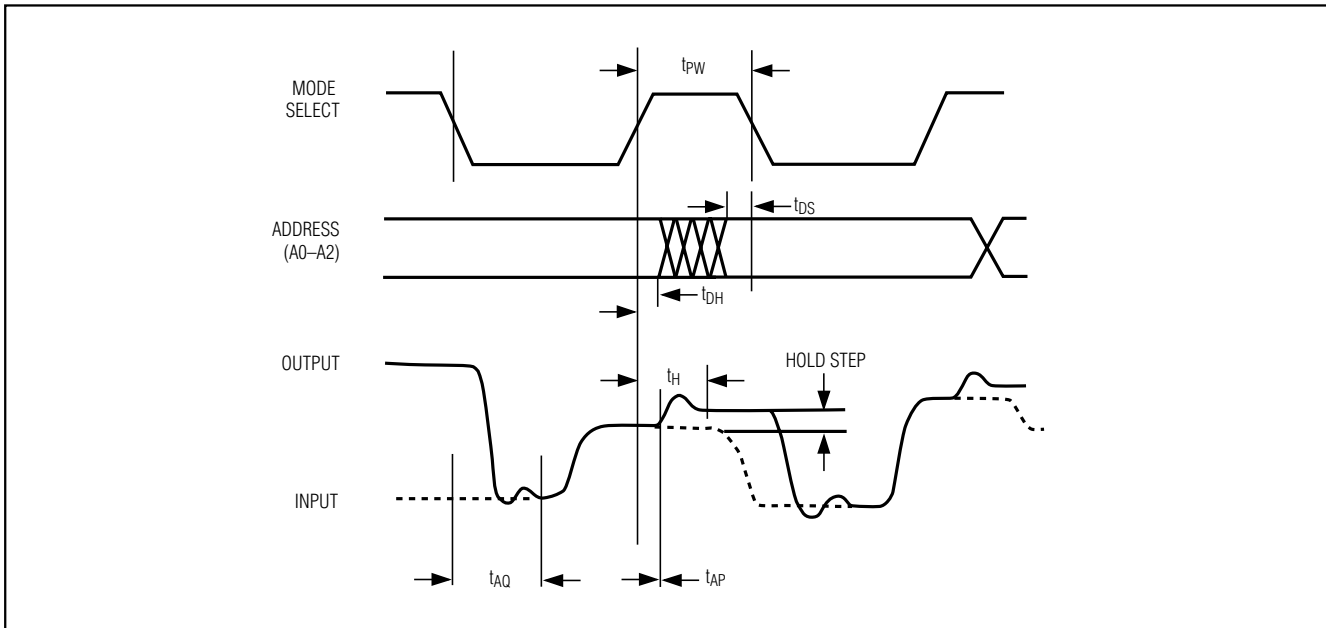 MODE
SELECT
tPW
ADDRESS
(A0–A2)
tDS
tDH
OUTPUT
tH
HOLD STEP
INPUT
tAQ
tAP